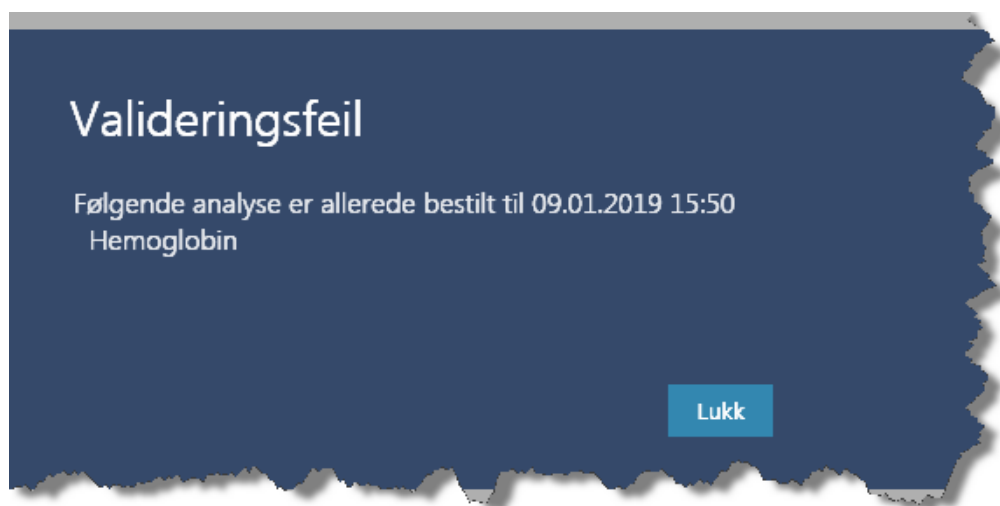 Valideringsfeil
Følgende analyse er allerede bestilt til 09.01.2019 15:50
Hemoglobin
Lukk